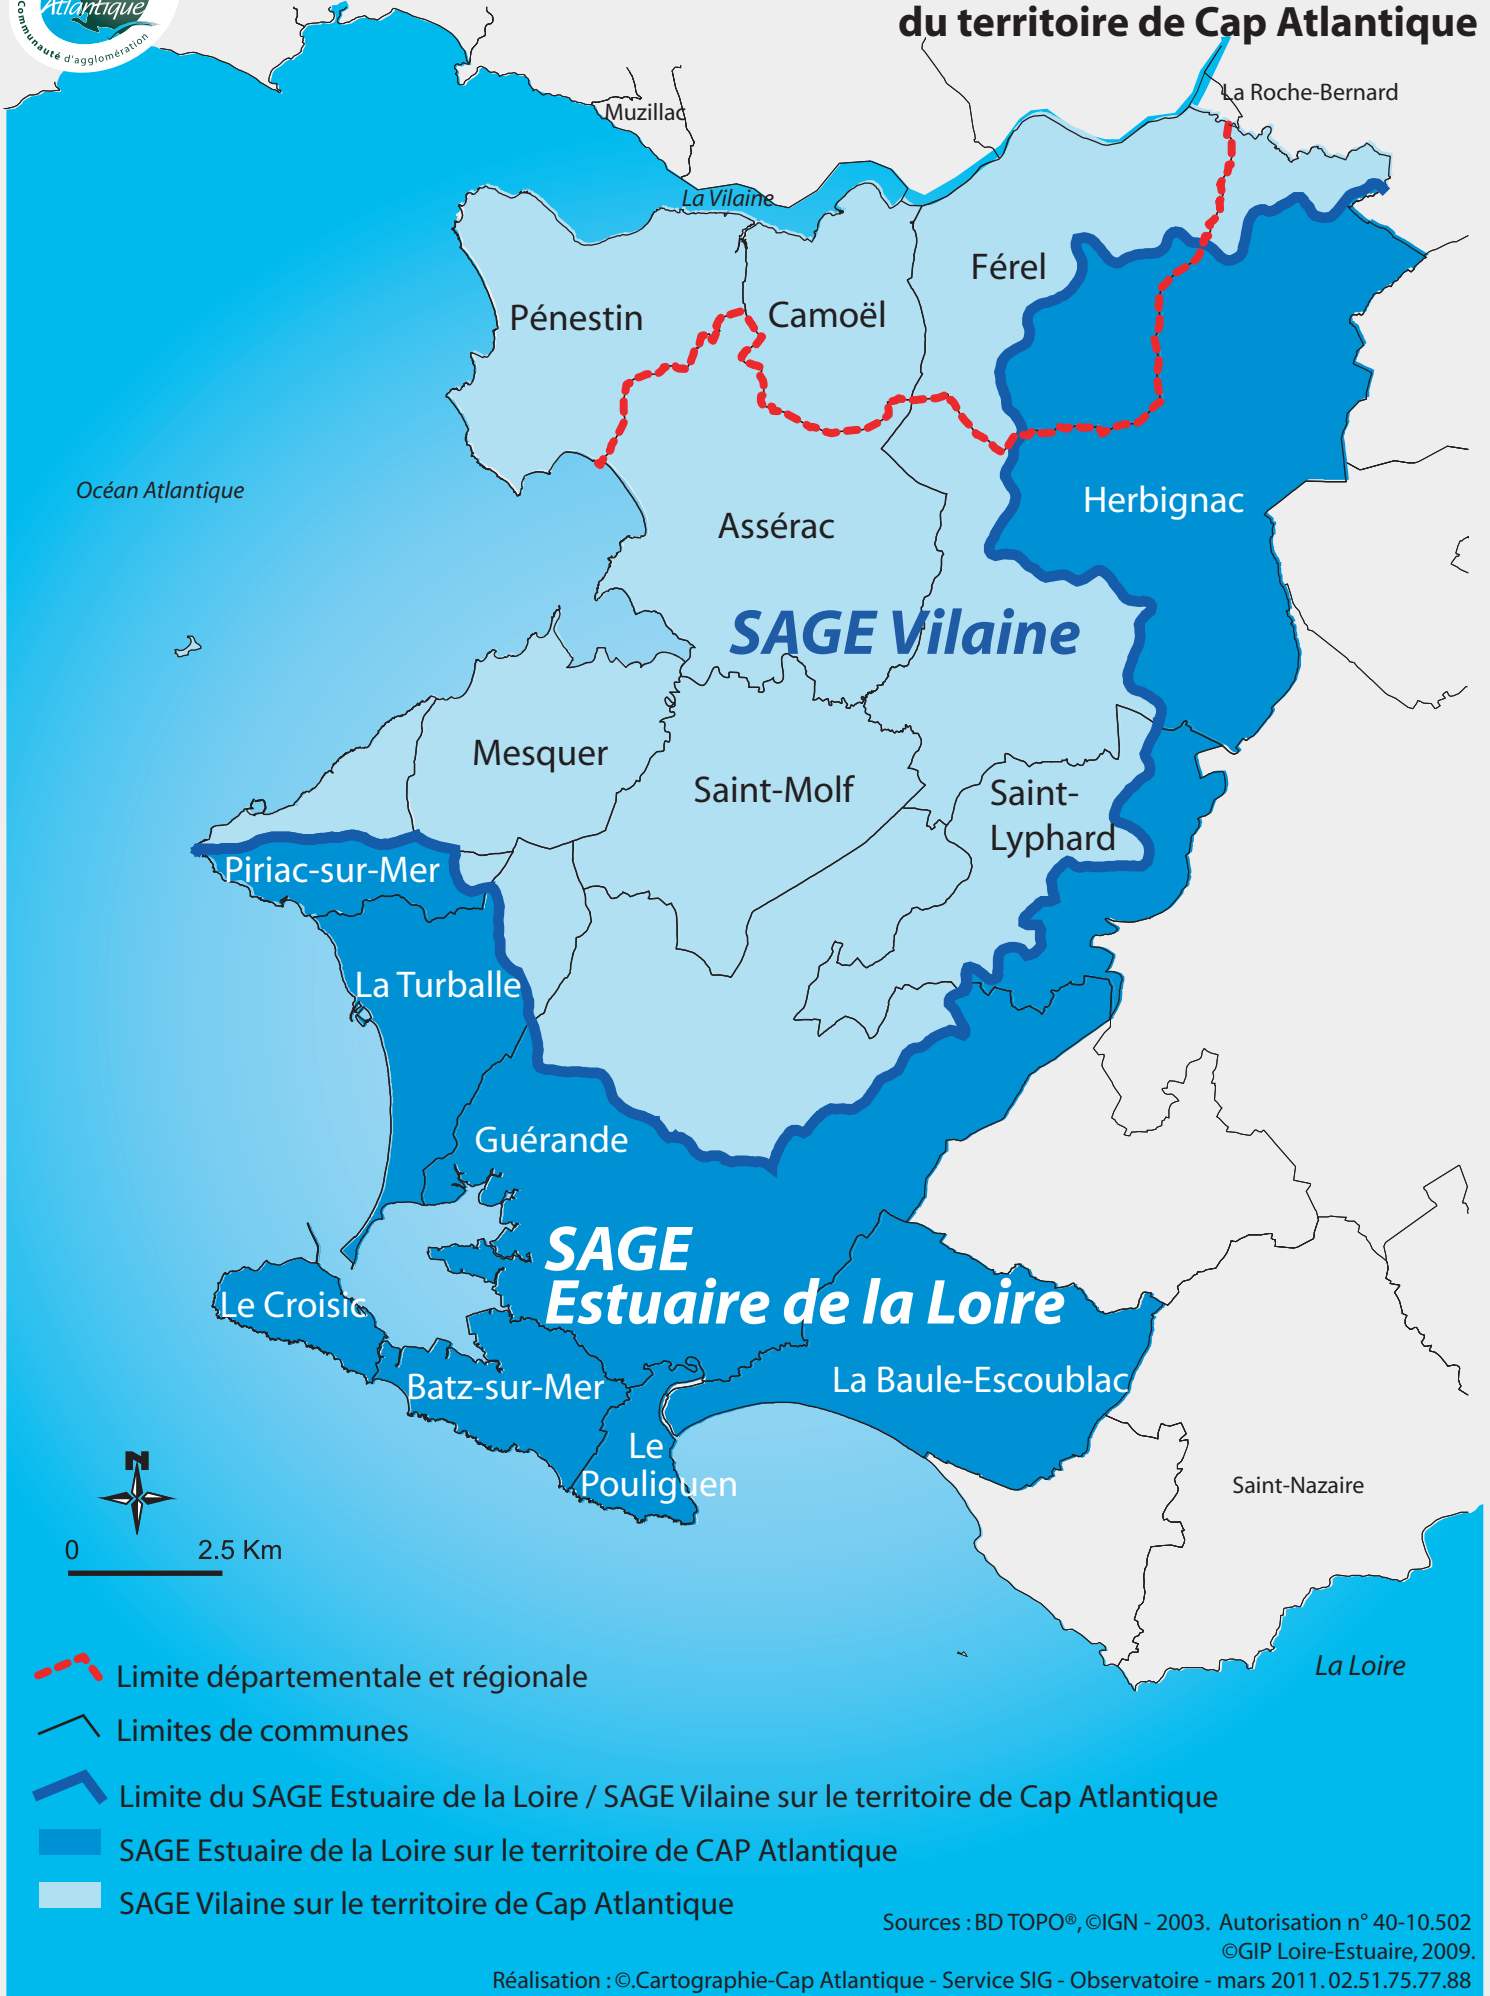 Atlantique
Communauté d'agglomération
du territoire de Cap Atlantique
La Roche-Bernard
Muzillac
La Vilaine
Férel
Pénestin
Camoël
Océan Atlantique
Herbignac
Assérac
SAGE Vilaine
Mesquer
Saint-Molf
Saint-
Lyphard
Piriac-sur-Mer
La Turballe
Guérande
SAGE
Estuaire de la Loire
Le Croisic
La Baule-Escoublac
Batz-sur-Mer
Le
Pouliguen
N
Saint-Nazaire
0 2.5 Km
La Loire
Limite départementale et régionale
Limites de communes
Limite du SAGE Estuaire de la Loire / SAGE Vilaine sur le territoire de Cap Atlantique
SAGE Estuaire de la Loire sur le territoire de CAP Atlantique
SAGE Vilaine sur le territoire de Cap Atlantique
Sources : BD TOPO®, ©IGN - 2003. Autorisation n° 40-10.502
©GIP Loire-Estuaire, 2009.
Réalisation : ©.Cartographie-Cap Atlantique - Service SIG - Observatoire - mars 2011. 02.51.75.77.88